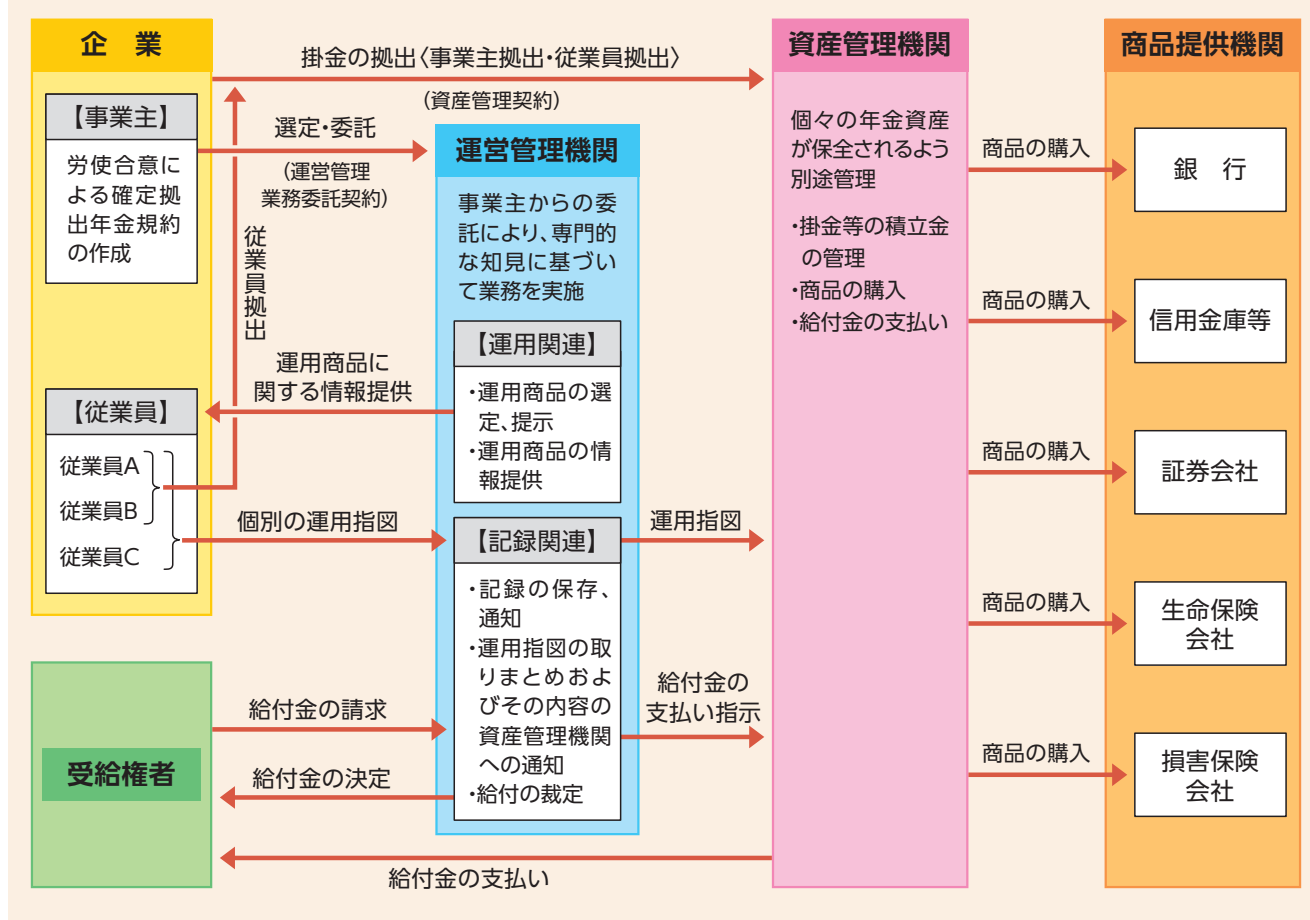 企　業
【事業主】
労使合意に
よる確定拠
出年金規約
の作成
掛金の拠出〈事業主拠出・従業員拠出〉
（資産管理契約）
選定・委託
（運営管理
業務委託契約）
従業員拠出
運用商品に
関する情報提供
【従業員】
従業員A
従業員B
従業員C
個別の運用指図
運営管理機関
事業主からの委
託により、専門的
な知見に基づい
て業務を実施
【運用関連】
・運用商品の選
定、提示
・運用商品の情
報提供
【記録関連】
・記録の保存、
通知
・運用指図の取
りまとめおよ
びその内容の
資産管理機関
への通知
・給付の裁定
運用指図
給付金の
支払い指示
受給権者
給付金の請求
給付金の決定
給付金の支払い
資産管理機関
個々の年金資産
が保全されるよう
別途管理
・掛金等の積立金
の管理
・商品の購入
・給付金の支払い
商品の購入
商品の購入
商品の購入
商品の購入
商品の購入
商品提供機関
銀　行
信用金庫等
証券会社
生命保険
会社
損害保険
会社